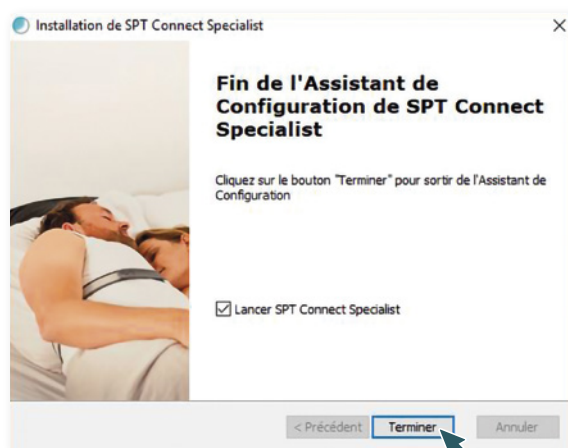 Installation de SPT Connect Specialist
Fin de l'Assistant de
Configuration de SPT Connect
Specialist
Cliquez sur le bouton "Terminer" pour sortir de l'Assistant de
Configuration
Lancer SPT Connect Specialist
< Précédent Terminer Annuler